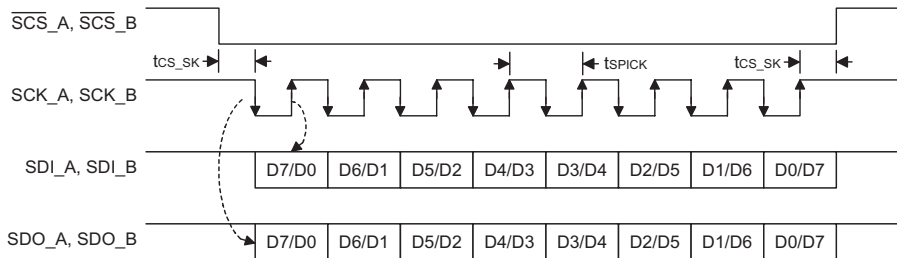 SCS_A, SCS_B
tCS_SK
tSPICK
tCS_SK
SCK_A, SCK_B
SDI_A, SDI_B
D7/D0 D6/D1 D5/D2 D4/D3 D3/D4 D2/D5 D1/D6 D0/D7
SDO_A, SDO_B
D7/D0 D6/D1 D5/D2 D4/D3 D3/D4 D2/D5 D1/D6 D0/D7